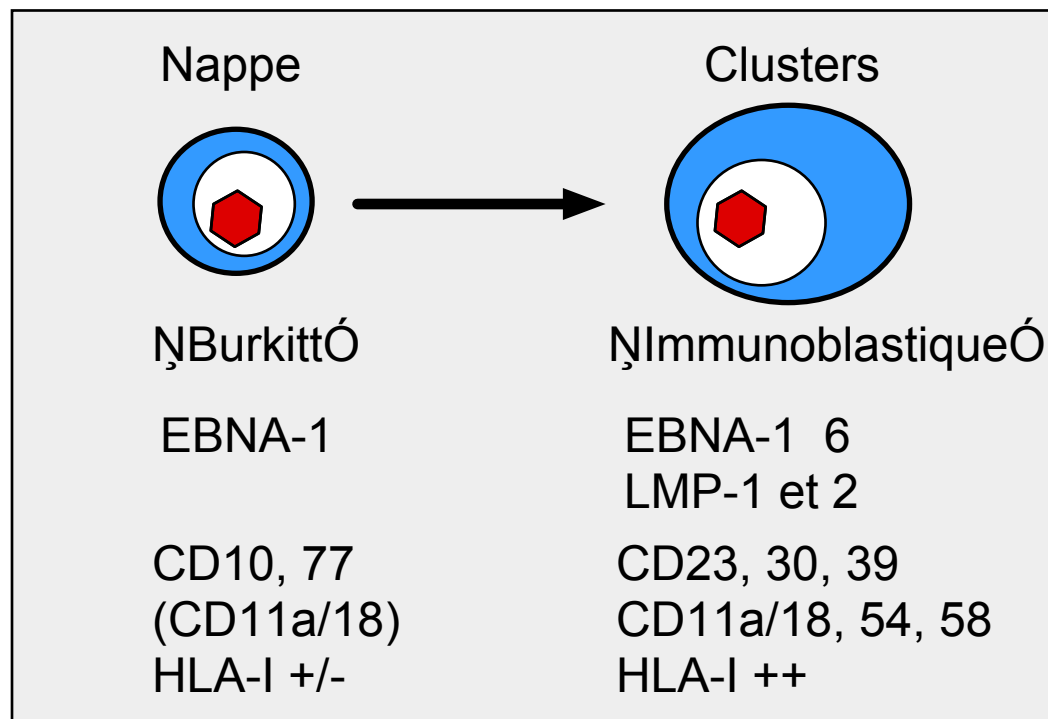 Nappe Clusters
ŅBurkittÓ ŅImmunoblastiqueÓ
EBNA-1 EBNA-1 6
LMP-1 et 2
CD10, 77 CD23, 30, 39
(CD11a/18) CD11a/18, 54, 58
HLA-I +/- HLA-I ++